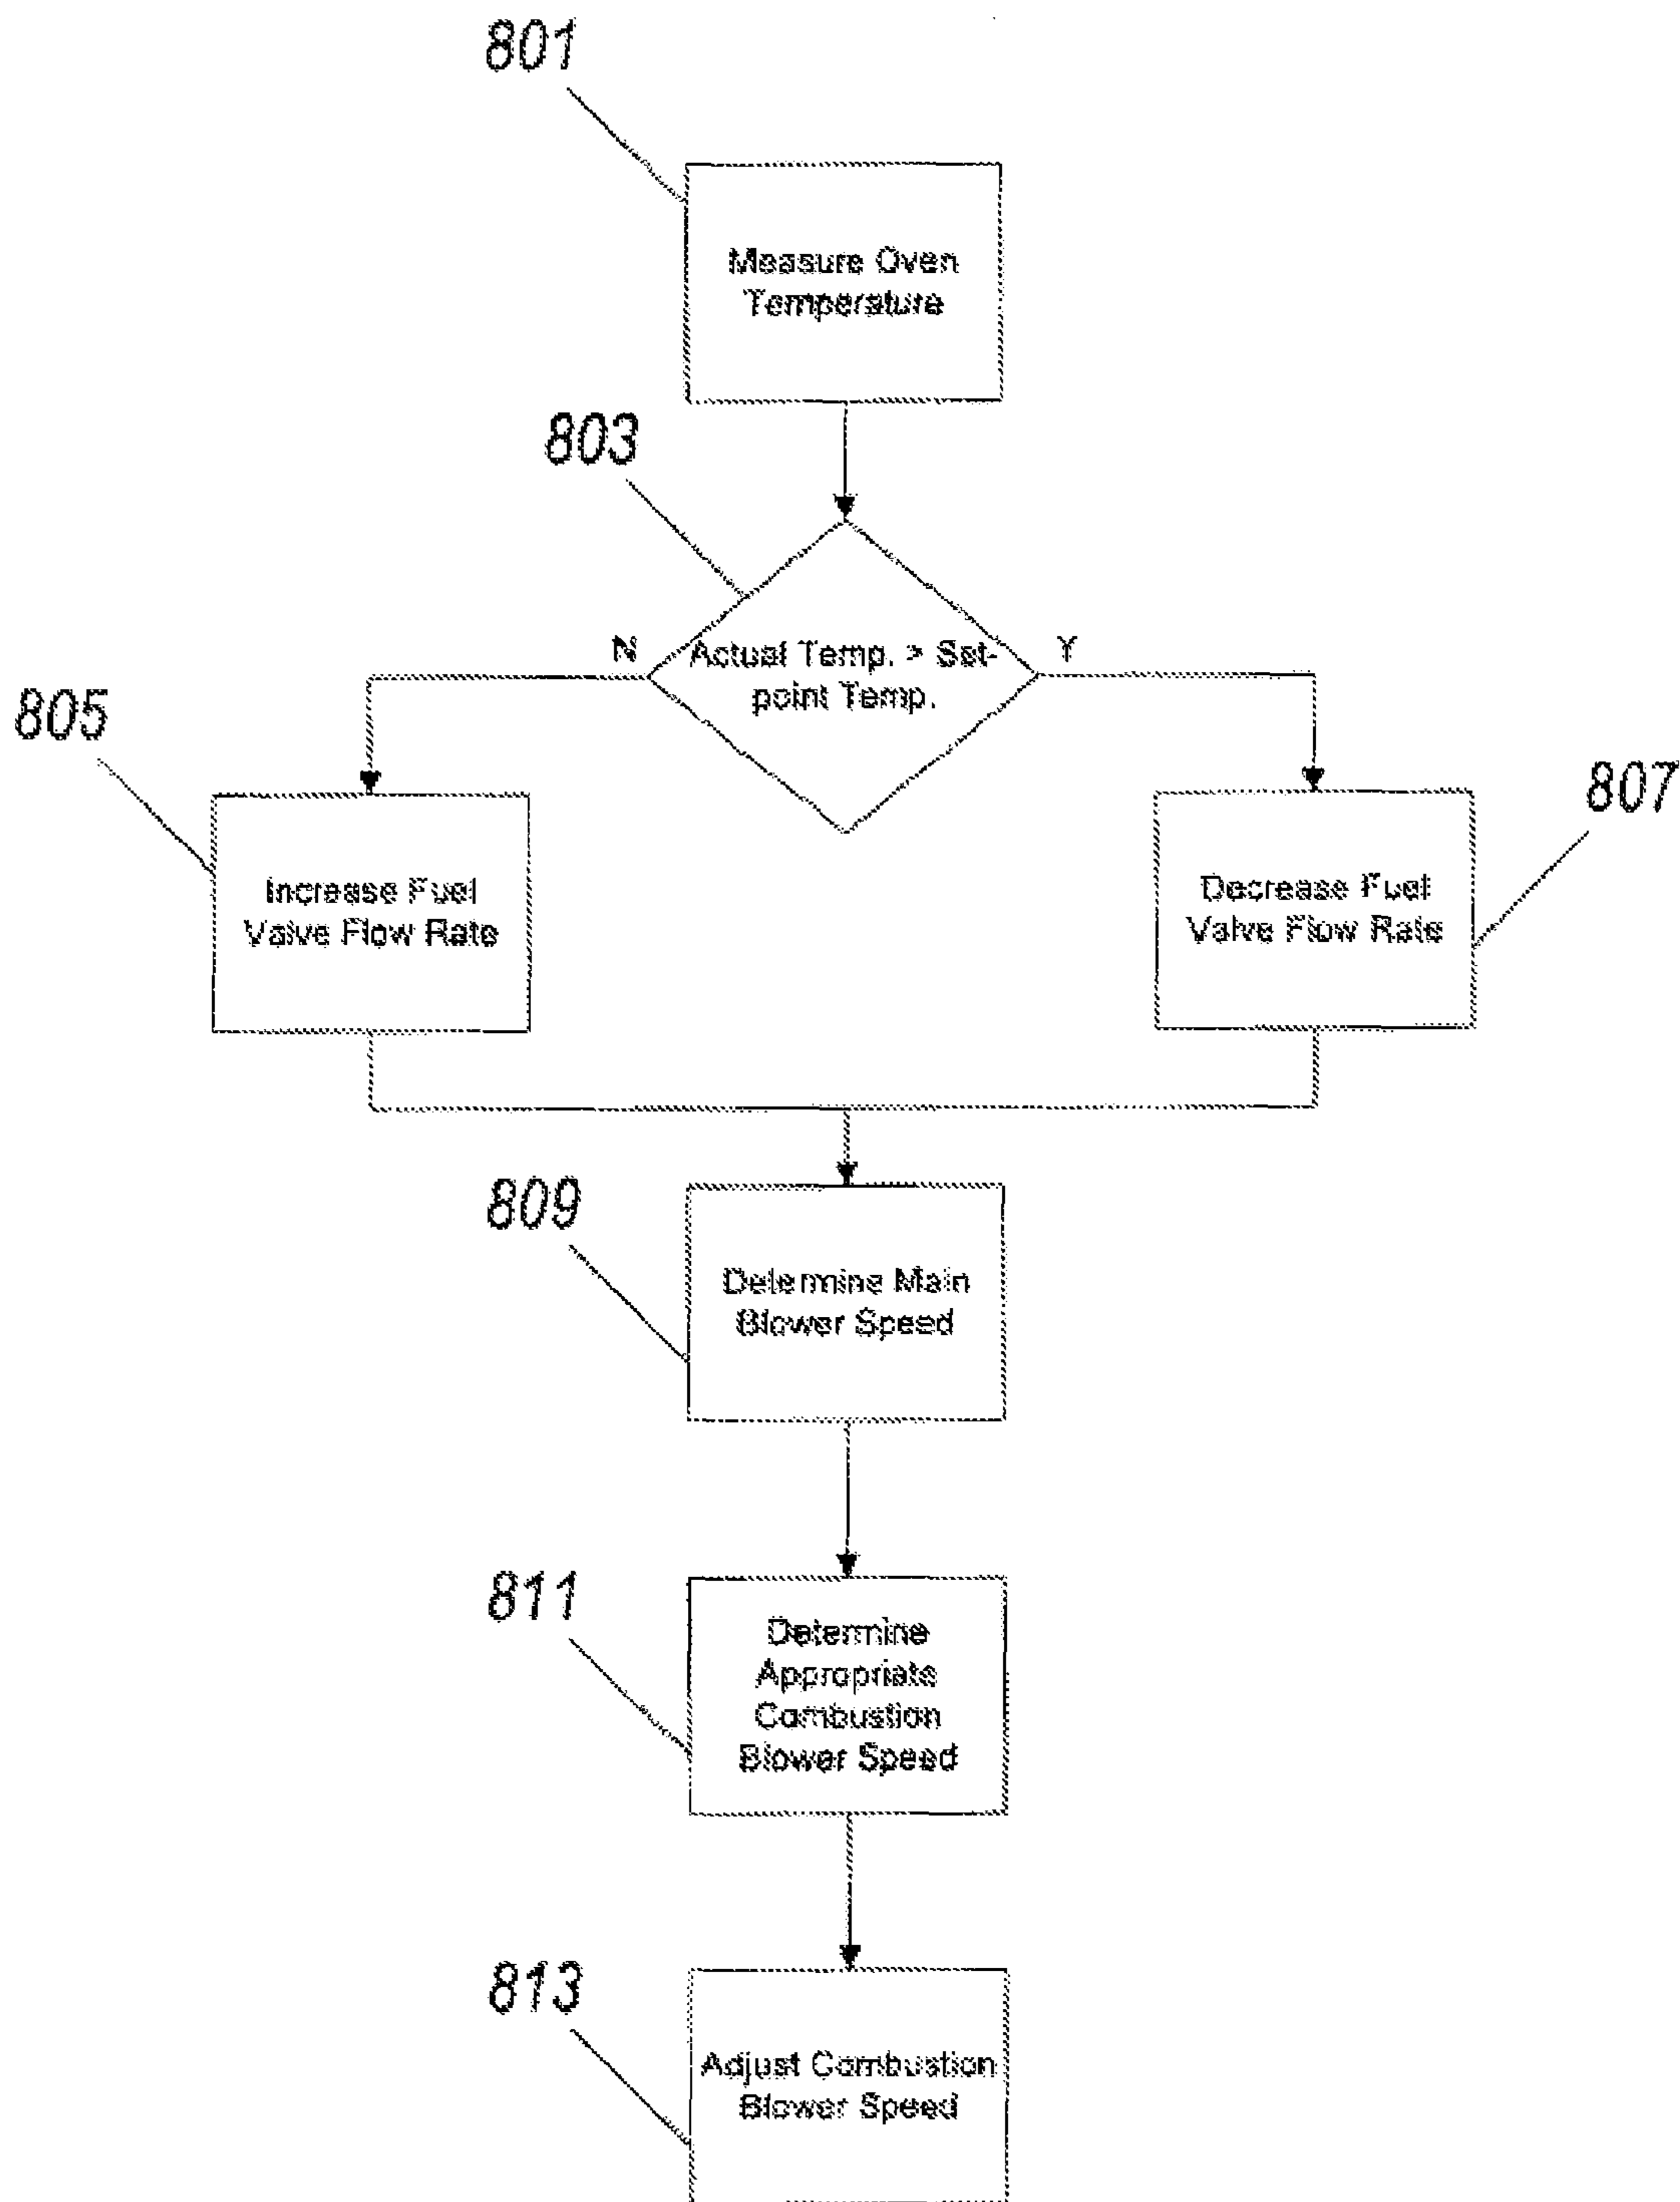 801
Measure Oven
Temperature
803
N
Actual Temp. > Set-
point Temp.
Y
805
807
Increase Fuel
Valve Flow Rate
Decrease Fuel
Valve Flow Rate
809
Determine Main
Blower Speed
811
Determine
Appropriate
Combustion
Blower Speed
813
Adjust Combustion
Blower Speed